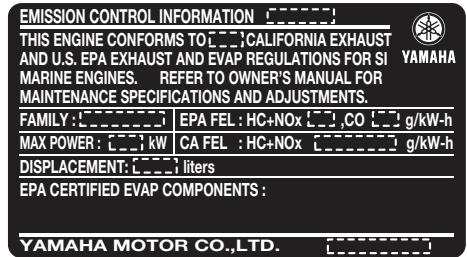 EMISSION CONTROL INFORMATION
THIS ENGINE CONFORMS TO CALIFORNIA EXHAUST
AND U.S. EPA EXHAUST AND EVAP REGULATIONS FOR SI
MARINE ENGINES. REFER TO OWNER'S MANUAL FOR
MAINTENANCE SPECIFICATIONS AND ADJUSTMENTS.
YAMAHA
FAMILY : EPA FEL : HC+NOx ,CO g/kW-h
MAX POWER : kW CA FEL : HC+NOx g/kW-h
DISPLACEMENT: liters
EPA CERTIFIED EVAP COMPONENTS :
YAMAHA MOTOR CO.,LTD.